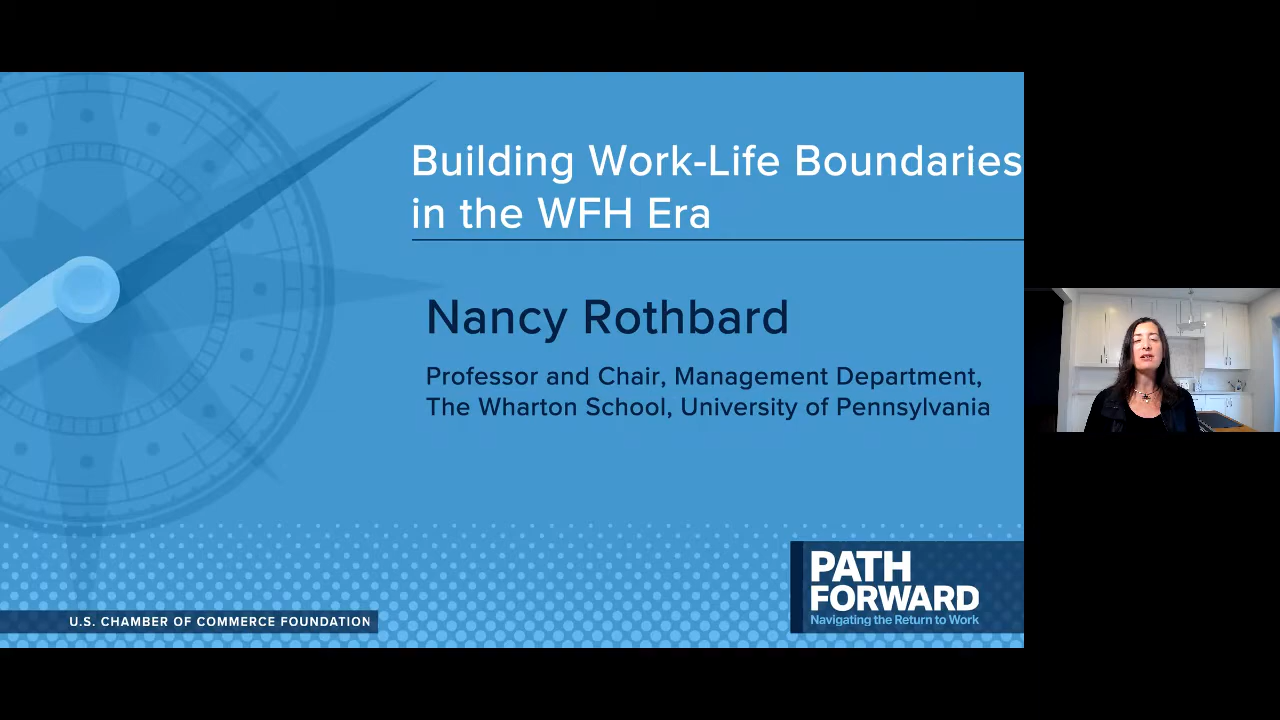 Building Work-Life Boundaries
in the WFH Era
Nancy Rothbard
Professor and Chair, Management Department,
The Wharton School, University of Pennsylvania
U.S. CHAMBER OF COMMERCE FOUNDATION
PATH
FORWARD
Navigating the Return to Work